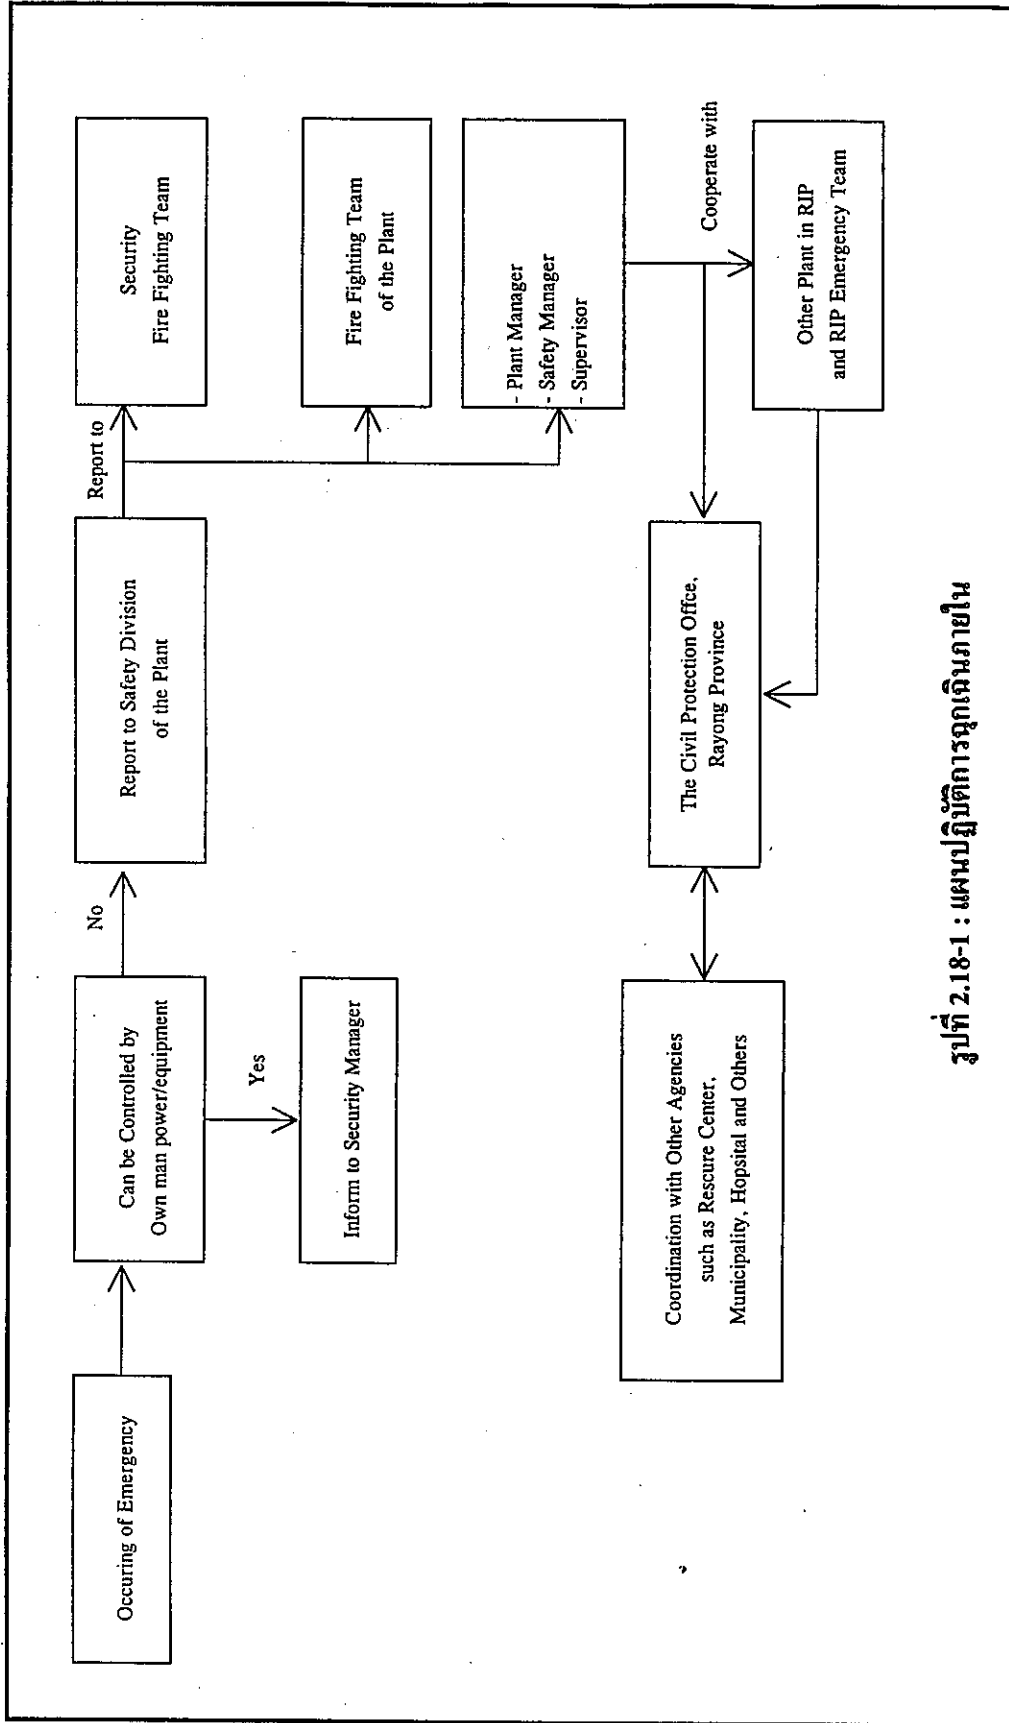 Occuring of Emergency
Can be Controlled by
Own man power/equipment
No
Yes
Inform to Security Manager
Report to Safety Division
of the Plant
Report to
Security
Fire Fighting Team
Fire Fighting Team
of the Plant
- Plant Manager
- Safety Manager
- Supervisor
Cooperate with
Other Plant in RIP
and RIP Emergency Team
The Civil Protection Offce,
Rayong Province
Coordination with Other Agencies
such as Rescure Center,
Municipality, Hopsital and Others
รูปที่ 2.18-1 : แผนปฏิบัติการฉุกเฉินภายใน